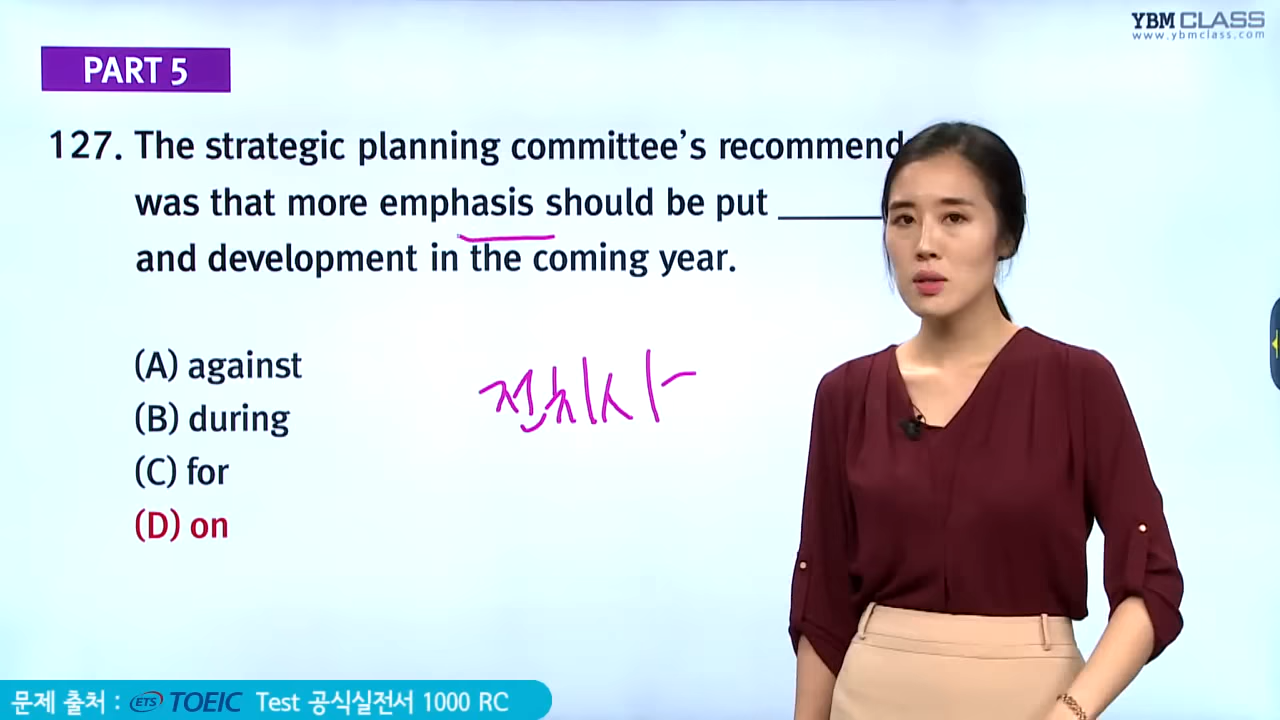 YBM CLASS
www.ybmclass.com
PART 5
127. The strategic planning committee's recommend
was that more emphasis should be put ______
and development in the coming year.
(A) against
(B) during
(C) for
(D) on
전치사
문제 출처 : ETS TOEIC Test 공식실전서 1000 RC